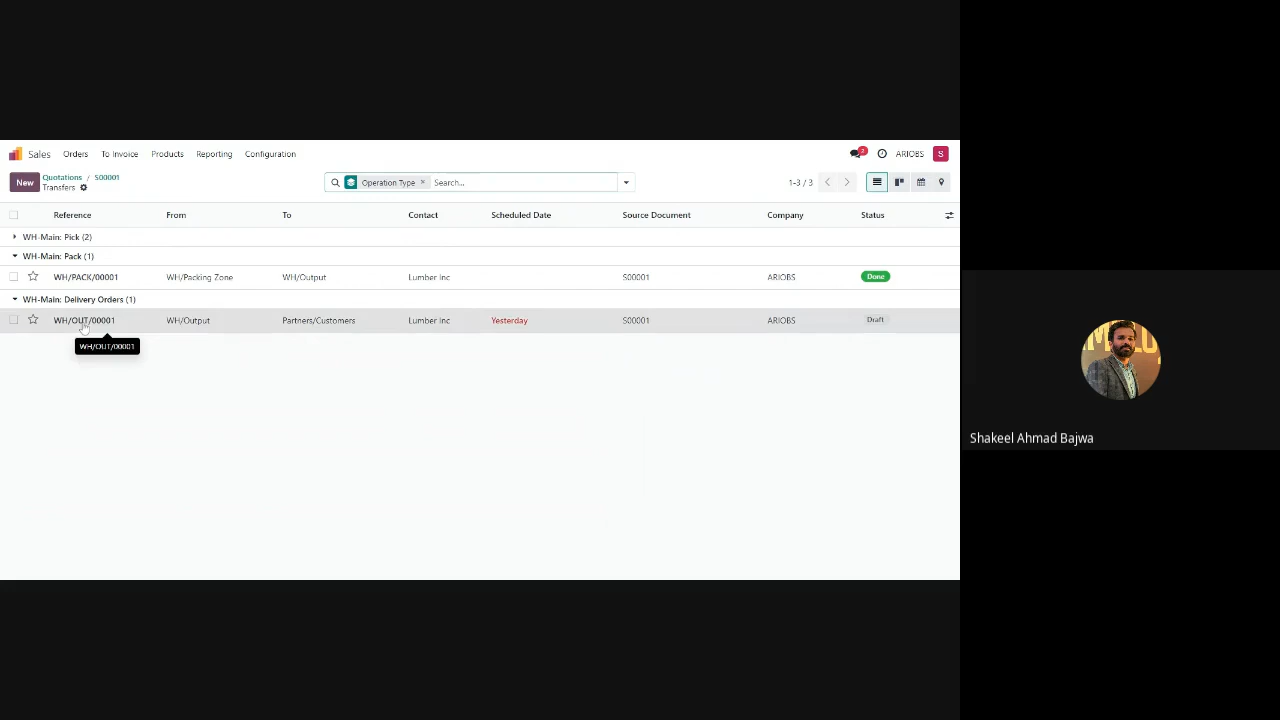 Sales Orders To Invoice Products Reporting Configuration 2 ARIOBS S
New Quotations / S00001 Operation Type × Search... 1-3 / 3
Transfers
Reference From To Contact Scheduled Date Source Document Company Status
WH-Main: Pick (2)
WH-Main: Pack (1)
WH/PACK/00001 WH/Packing Zone WH/Output Lumber Inc S00001 ARIOBS Done
WH-Main: Delivery Orders (1)
WH/OUT/00001 WH/Output Partners/Customers Lumber Inc Yesterday S00001 ARIOBS Draft
WH/OUT/00001
Shakeel Ahmad Bajwa